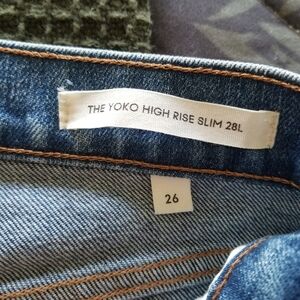 THE YOKO HIGH RISE SLIM 28L
26